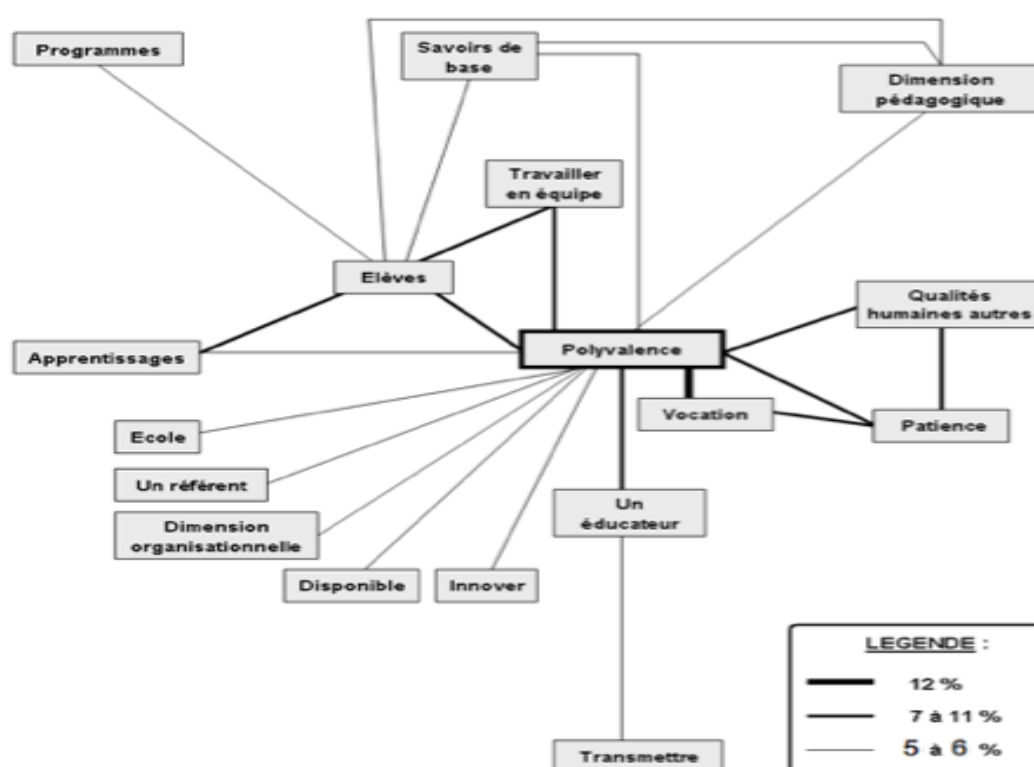 Programmes
Savoirs de
base
Dimension
pédagogique
Travailler
en équipe
Elèves
Qualités
humaines autres
Apprentissages
Polyvalence
Vocation
Patience
Ecole
Un référent
Un
éducateur
Dimension
organisationnelle
Disponible
Innover
LEGENDE :
12 %
7 à 11 %
5 à 6 %
Transmettre